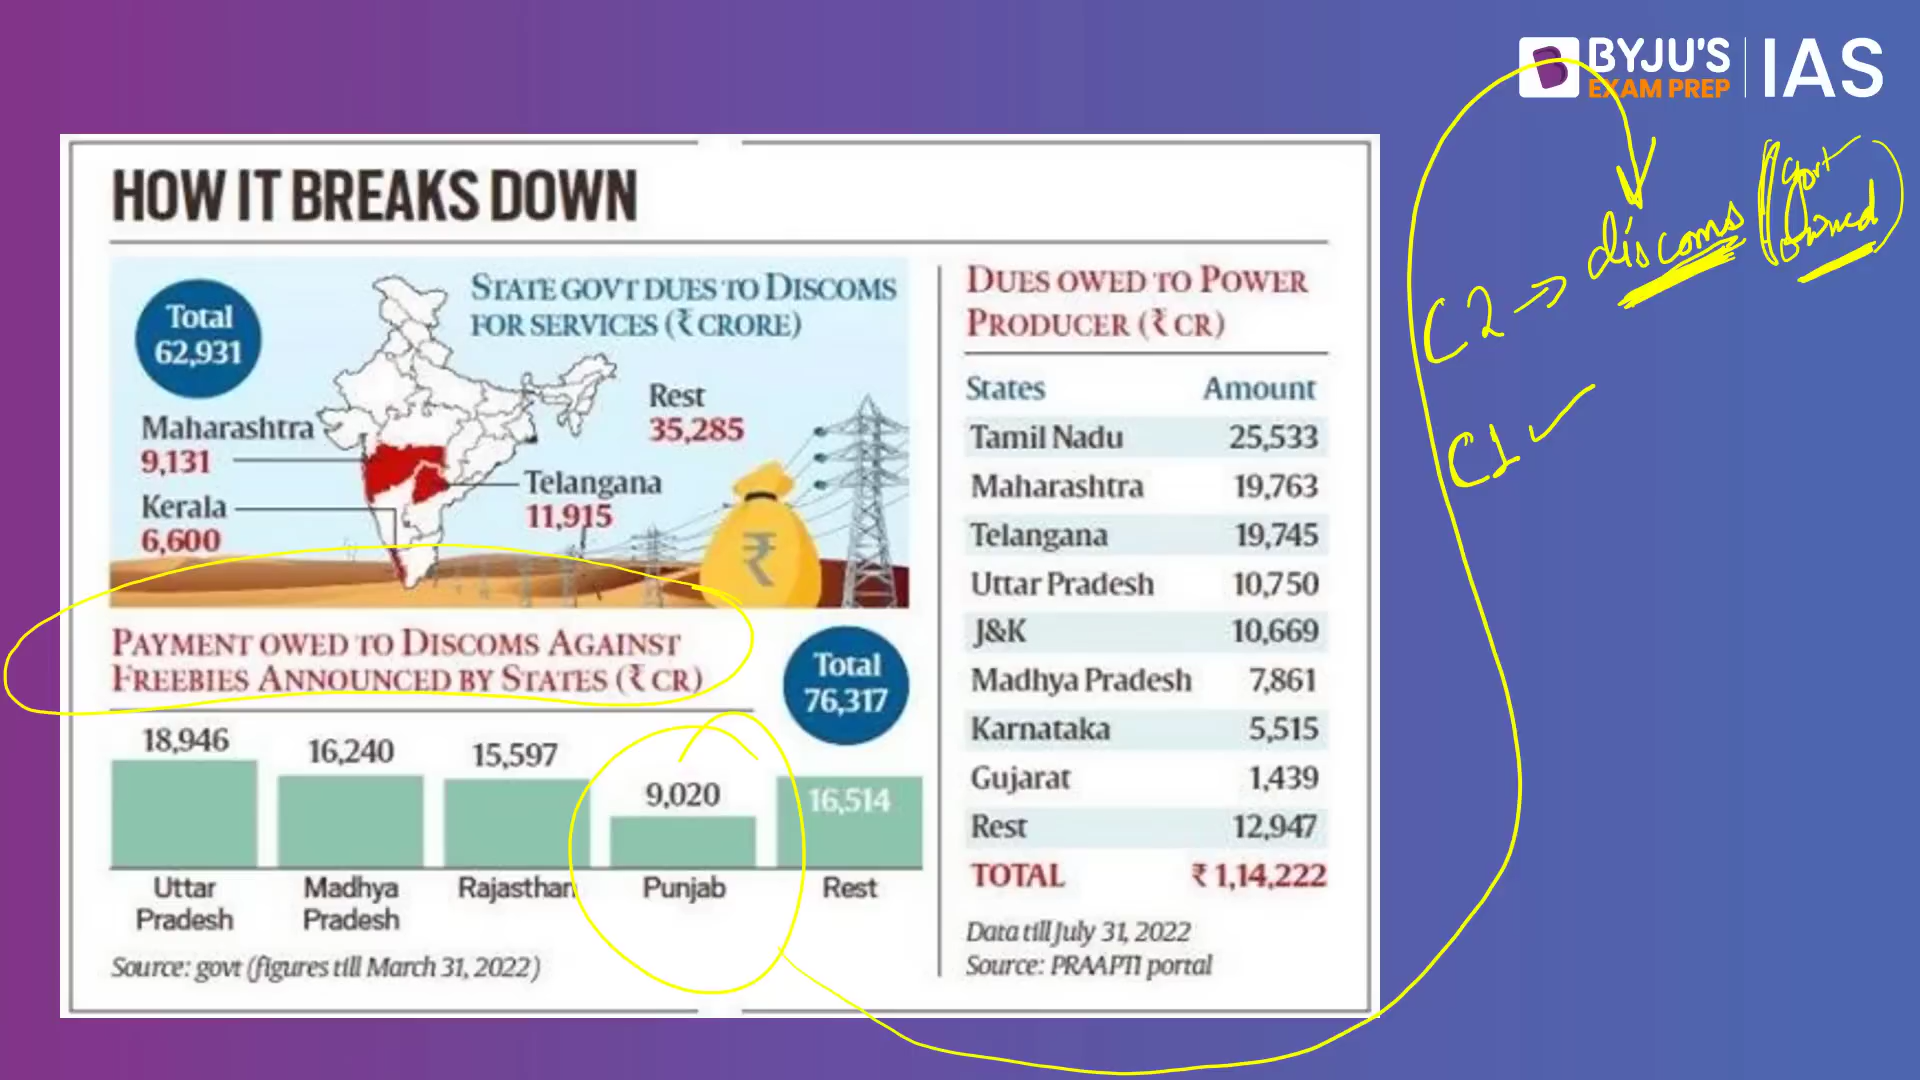 BYJU'S
EXAM PREP
IAS
HOW IT BREAKS DOWN
STATE GOVT DUES TO DISCOMS
FOR SERVICES (₹ CRORE)
Total
62,931
Maharashtra
9,131
Kerala
6,600
Rest
35,285
Telangana
11,915
₹
PAYMENT OWED TO DISCOMS AGAINST
FREEBIES ANNOUNCED BY STATES (₹ CR)
Total
76,317
18,946
16,240
15,597
9,020
16,514
Uttar
Pradesh
Madhya
Pradesh
Rajasthan
Punjab
Rest
Source: govt (figures till March 31, 2022)
DUES OWED TO POWER
PRODUCER (₹ CR)
States Amount
Tamil Nadu 25,533
Maharashtra 19,763
Telangana 19,745
Uttar Pradesh 10,750
J&K 10,669
Madhya Pradesh 7,861
Karnataka 5,515
Gujarat 1,439
Rest 12,947
TOTAL ₹ 1,14,222
Data till July 31, 2022
Source: PRAAPTI portal
C2 → discoms (Govt
owned)
C1 ✓